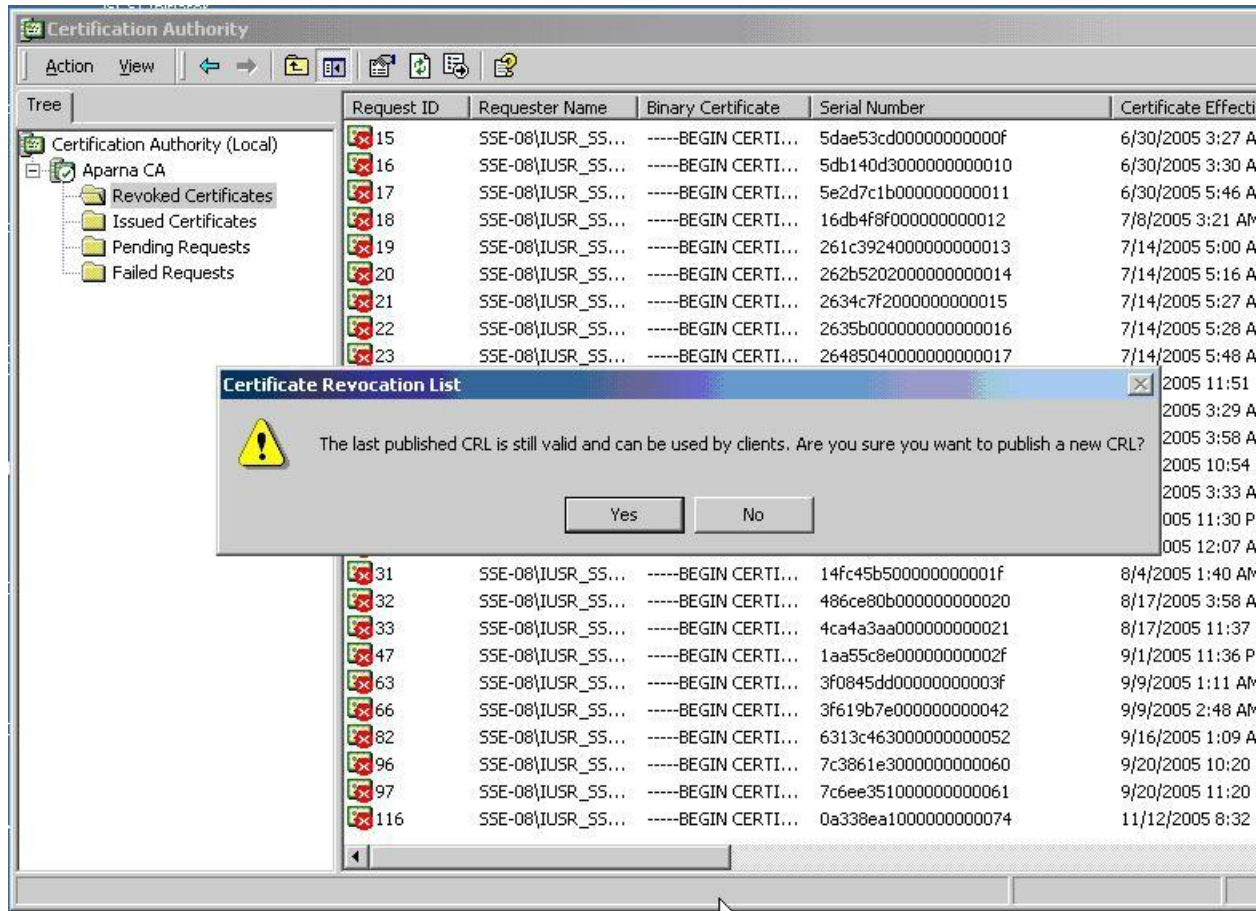 Certification Authority
Action View
Tree
Request ID Requester Name Binary Certificate Serial Number Certificate Effecti
Certification Authority (Local)
Aparna CA
Revoked Certificates
Issued Certificates
Pending Requests
Failed Requests
15 SSE-08\IUSR_SS... -----BEGIN CERTI... 5dae53cd00000000000f 6/30/2005 3:27 A
16 SSE-08\IUSR_SS... -----BEGIN CERTI... 5db140d3000000000010 6/30/2005 3:30 A
17 SSE-08\IUSR_SS... -----BEGIN CERTI... 5e2d7c1b000000000011 6/30/2005 5:46 A
18 SSE-08\IUSR_SS... -----BEGIN CERTI... 16db4f8f000000000012 7/8/2005 3:21 AM
19 SSE-08\IUSR_SS... -----BEGIN CERTI... 261c3924000000000013 7/14/2005 5:00 A
20 SSE-08\IUSR_SS... -----BEGIN CERTI... 262b5202000000000014 7/14/2005 5:16 A
21 SSE-08\IUSR_SS... -----BEGIN CERTI... 2634c7f2000000000015 7/14/2005 5:27 A
22 SSE-08\IUSR_SS... -----BEGIN CERTI... 2635b000000000000016 7/14/2005 5:28 A
23 SSE-08\IUSR_SS... -----BEGIN CERTI... 26485040000000000017 7/14/2005 5:48 A
2005 11:51
2005 3:29 A
2005 3:58 A
2005 10:54
2005 3:33 A
005 11:30 P
005 12:07 A
Certificate Revocation List
The last published CRL is still valid and can be used by clients. Are you sure you want to publish a new CRL?
Yes No
31 SSE-08\IUSR_SS... -----BEGIN CERTI... 14fc45b500000000001f 8/4/2005 1:40 AM
32 SSE-08\IUSR_SS... -----BEGIN CERTI... 486ce80b000000000020 8/17/2005 3:58 A
33 SSE-08\IUSR_SS... -----BEGIN CERTI... 4ca4a3aa000000000021 8/17/2005 11:37
47 SSE-08\IUSR_SS... -----BEGIN CERTI... 1aa55c8e00000000002f 9/1/2005 11:36 P
63 SSE-08\IUSR_SS... -----BEGIN CERTI... 3f0845dd00000000003f 9/9/2005 1:11 AM
66 SSE-08\IUSR_SS... -----BEGIN CERTI... 3f619b7e000000000042 9/9/2005 2:48 AM
82 SSE-08\IUSR_SS... -----BEGIN CERTI... 6313c463000000000052 9/16/2005 1:09 A
96 SSE-08\IUSR_SS... -----BEGIN CERTI... 7c3861e3000000000060 9/20/2005 10:20
97 SSE-08\IUSR_SS... -----BEGIN CERTI... 7c6ee351000000000061 9/20/2005 11:20
116 SSE-08\IUSR_SS... -----BEGIN CERTI... 0a338ea1000000000074 11/12/2005 8:32